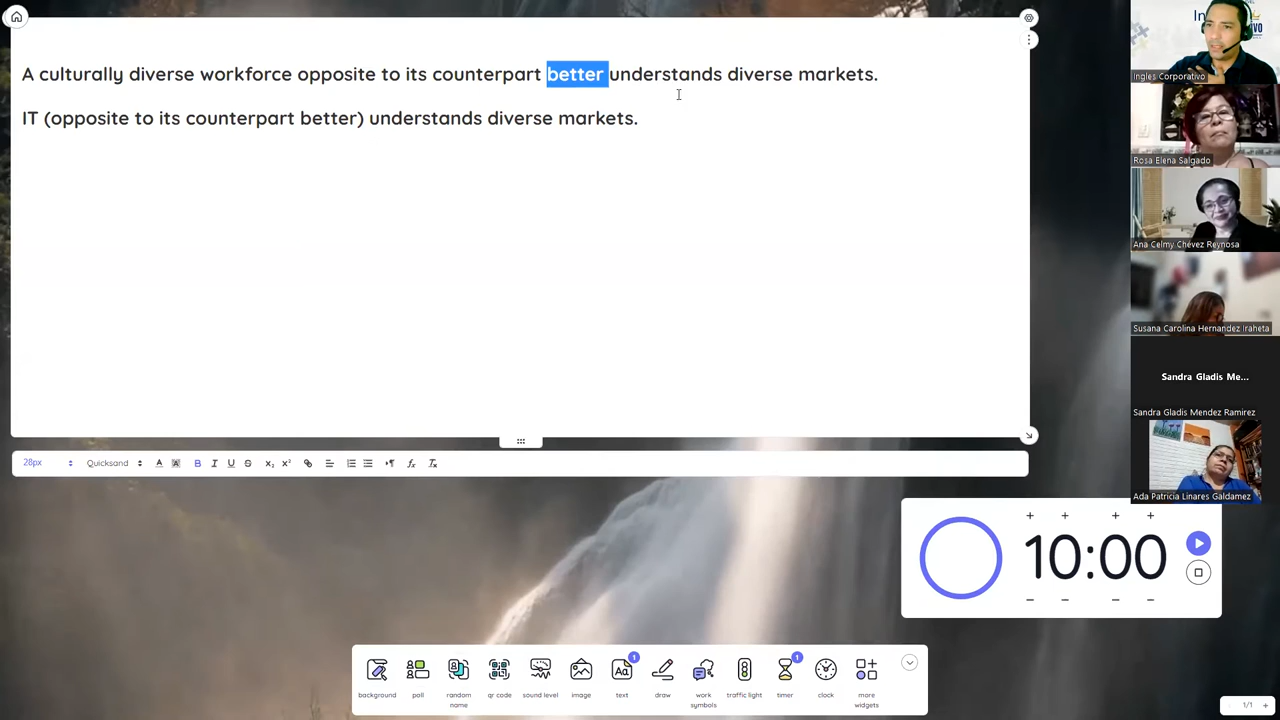 A culturally diverse workforce opposite to its counterpart better understands diverse markets.
IT (opposite to its counterpart better) understands diverse markets.
28px
Quicksand
10:00
background
poll
random name
qr code
sound level
image
1
text
draw
work symbols
traffic light
1
timer
clock
more widgets
1/1
Ingles Corporativo
Rosa Elena Salgado
Ana Celmy Chévez Reynosa
Susana Carolina Hernandez Iraheta
Sandra Gladis Me...
Sandra Gladis Mendez Ramirez
Ada Patricia Linares Galdamez